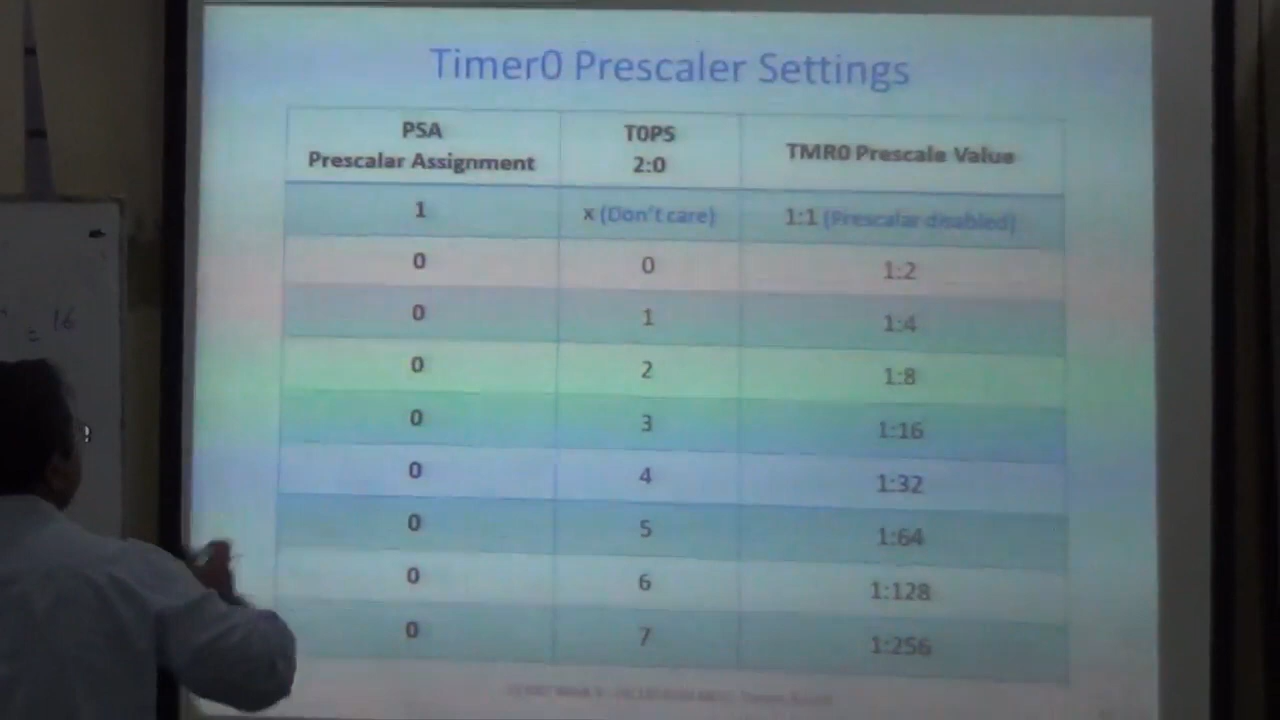 Timer0 Prescaler Settings
PSA
Prescalar Assignment
T0PS
2:0
TMR0 Prescale Value
1 x (Don't care) 1:1 (Prescalar disabled)
0 0 1:2
0 1 1:4
0 2 1:8
0 3 1:16
0 4 1:32
0 5 1:64
0 6 1:128
0 7 1:256
= 16